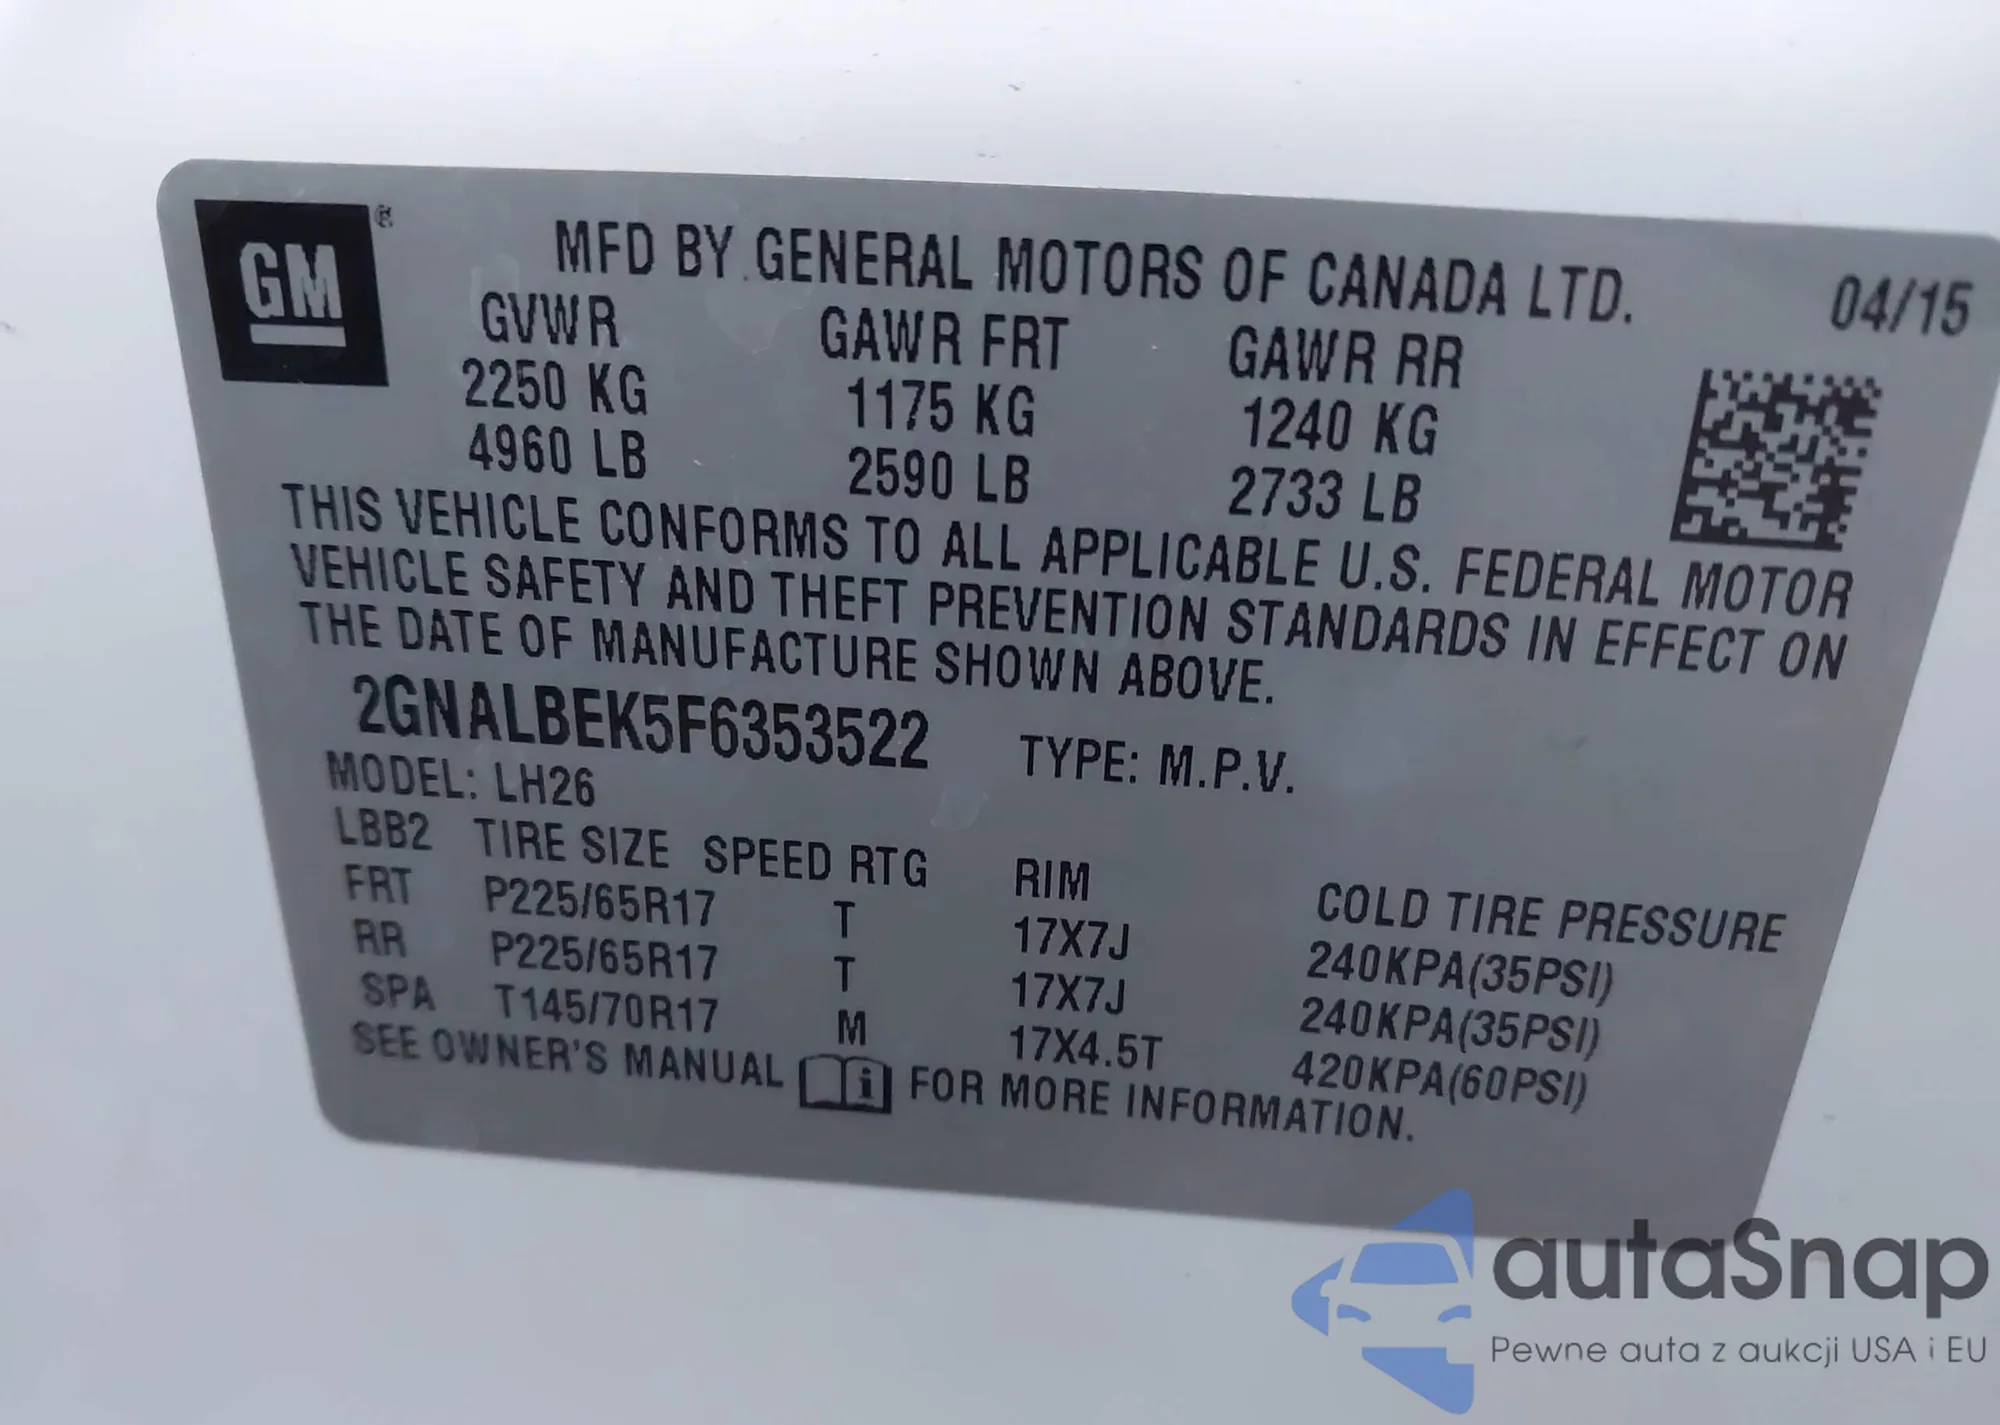 GM ®
MFD BY GENERAL MOTORS OF CANADA LTD. 04/15
GVWR GAWR FRT GAWR RR
2250 KG 1175 KG 1240 KG
4960 LB 2590 LB 2733 LB
THIS VEHICLE CONFORMS TO ALL APPLICABLE U.S. FEDERAL MOTOR
VEHICLE SAFETY AND THEFT PREVENTION STANDARDS IN EFFECT ON
THE DATE OF MANUFACTURE SHOWN ABOVE.
2GNALBEK5F6353522 TYPE: M.P.V.
MODEL: LH26
LBB2 TIRE SIZE SPEED RTG RIM COLD TIRE PRESSURE
FRT P225/65R17 T 17X7J 240KPA(35PSI)
RR P225/65R17 T 17X7J 240KPA(35PSI)
SPA T145/70R17 M 17X4.5T 420KPA(60PSI)
SEE OWNER'S MANUAL i FOR MORE INFORMATION.
autaSnap
Pewne auta z aukcji USA i EU